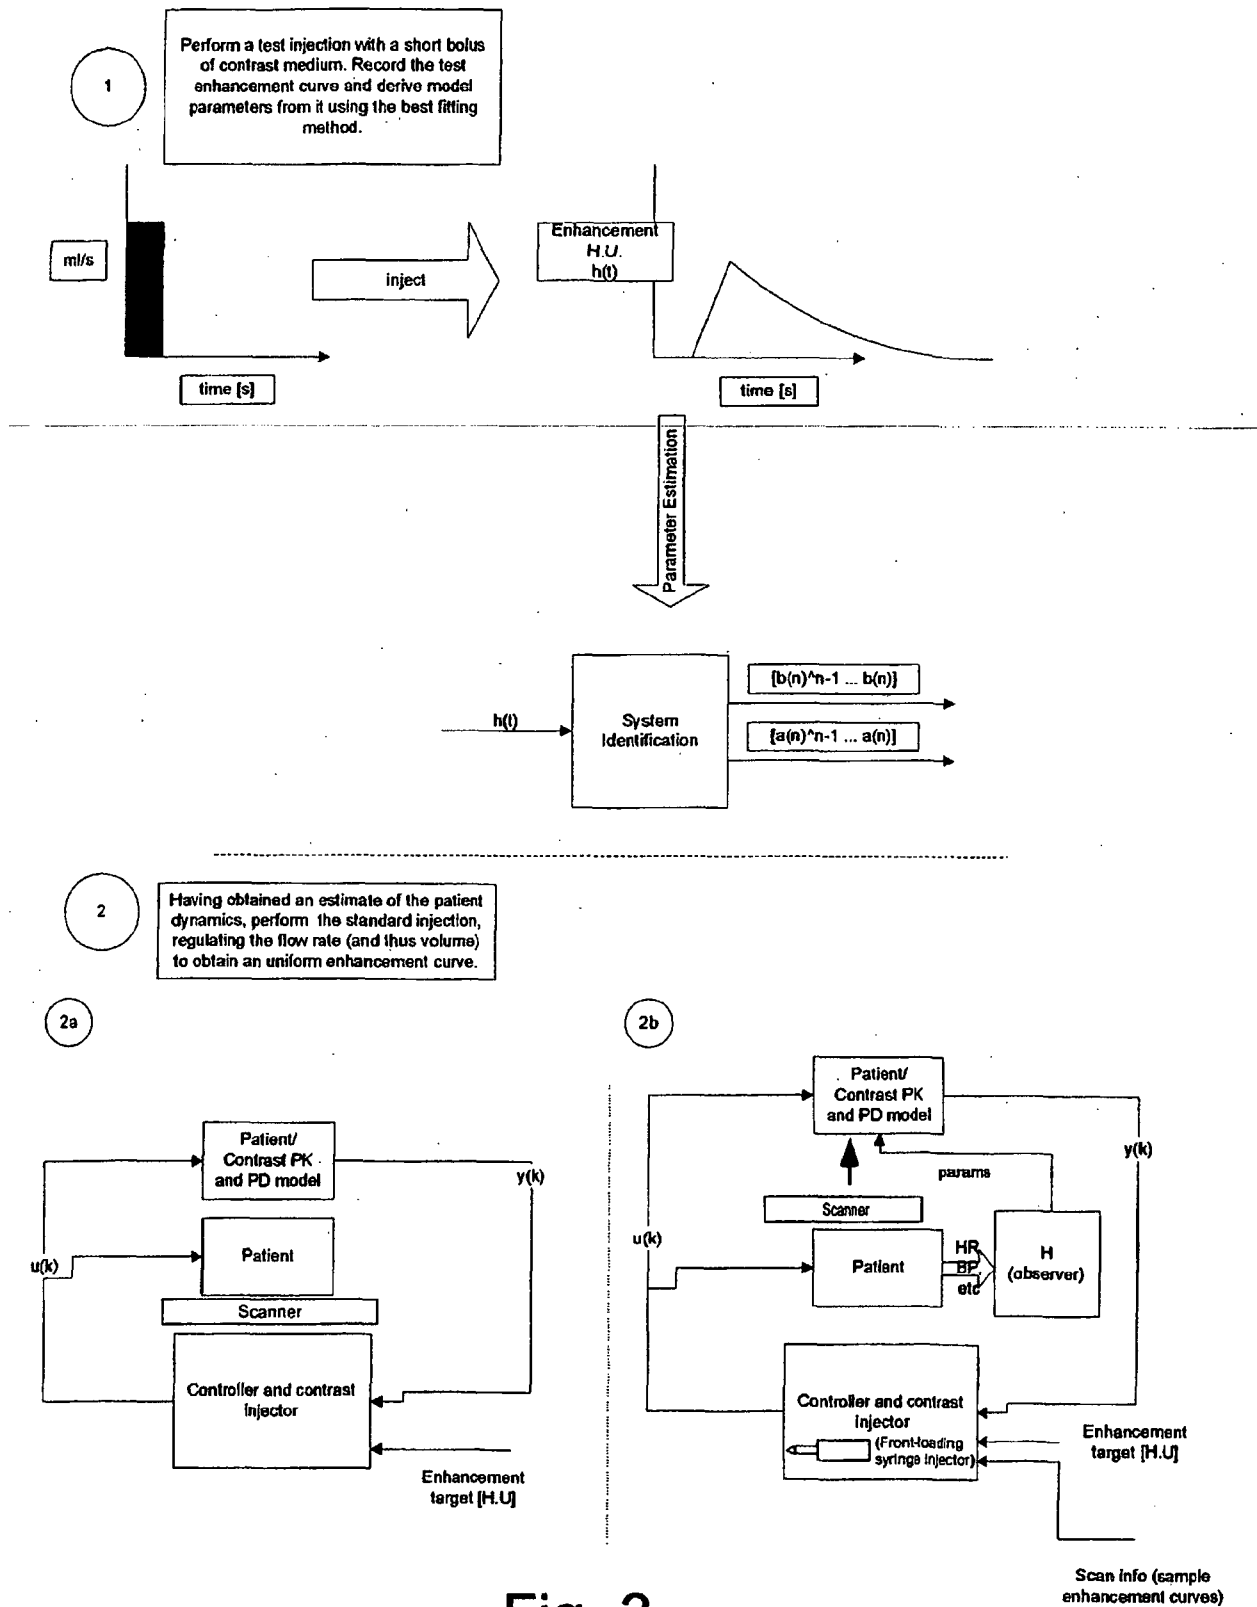 1
Perform a test injection with a short bolus
of contrast medium. Record the test
enhancement curve and derive model
parameters from it using the best fitting
method.
ml/s
inject
time [s]
Enhancement
H.U.
h(t)
time [s]
Parameter Estimation
h(t)
System
Identification
[b(n)^n-1 ... b(n)]
[a(n)^n-1 ... a(n)]
2
Having obtained an estimate of the patient
dynamics, perform the standard injection,
regulating the flow rate (and thus volume)
to obtain an uniform enhancement curve.
2a
Patient/
Contrast PK
and PD model
y(k)
Patient
u(k)
Scanner
Controller and contrast
injector
Enhancement
target [H.U]
2b
Patient/
Contrast PK
and PD model
y(k)
params
Scanner
u(k)
Patient
HR
BP
etc
H
(observer)
Controller and contrast
injector
(Front-loading
syringe injector)
Enhancement
target [H.U]
Scan info (sample
enhancement curves)